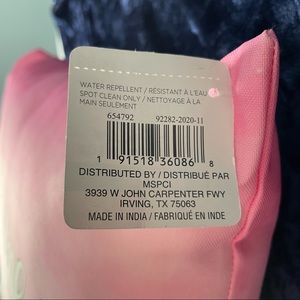 WATER REPELLENT / RÉSISTANT À L'EAU
SPOT CLEAN ONLY / NETTOYAGE À LA
MAIN SEULEMENT
654792 92282-2020-11
1 91518 36086 8
DISTRIBUTED BY / DISTRIBUÉ PAR
MSPCI
3939 W JOHN CARPENTER FWY
IRVING, TX 75063
MADE IN INDIA / FABRIQUÉ EN INDE